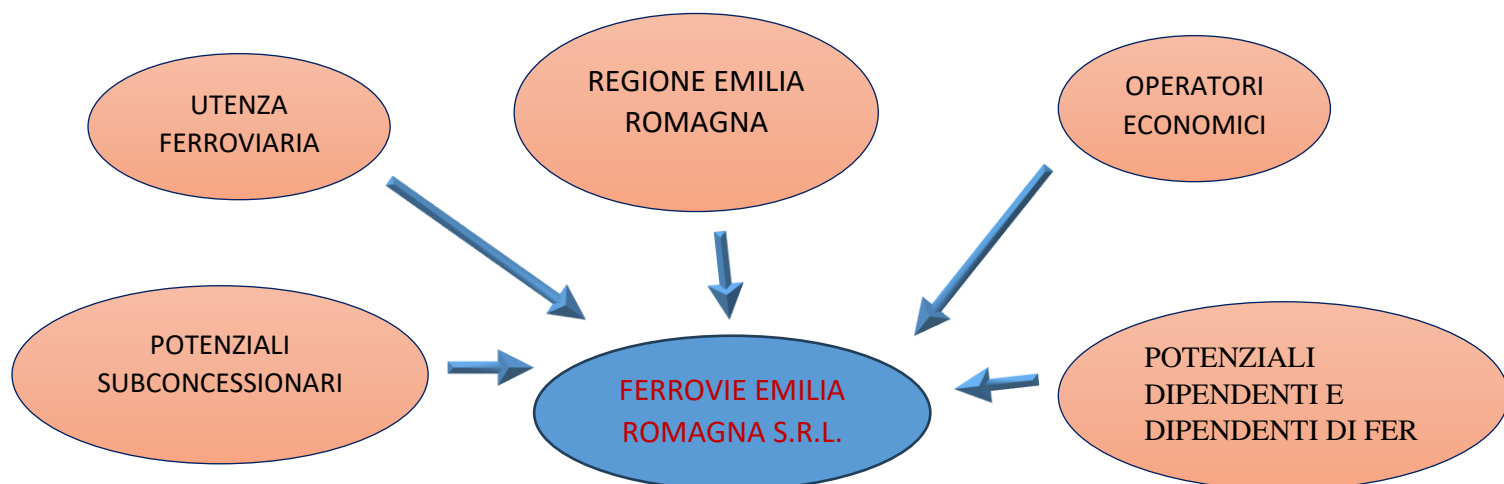 UTENZA
FERROVIARIA
REGIONE EMILIA
ROMAGNA
OPERATORI
ECONOMICI
POTENZIALI
SUBCONCESSIONARI
FERROVIE EMILIA
ROMAGNA S.R.L.
POTENZIALI
DIPENDENTI E
DIPENDENTI DI FER